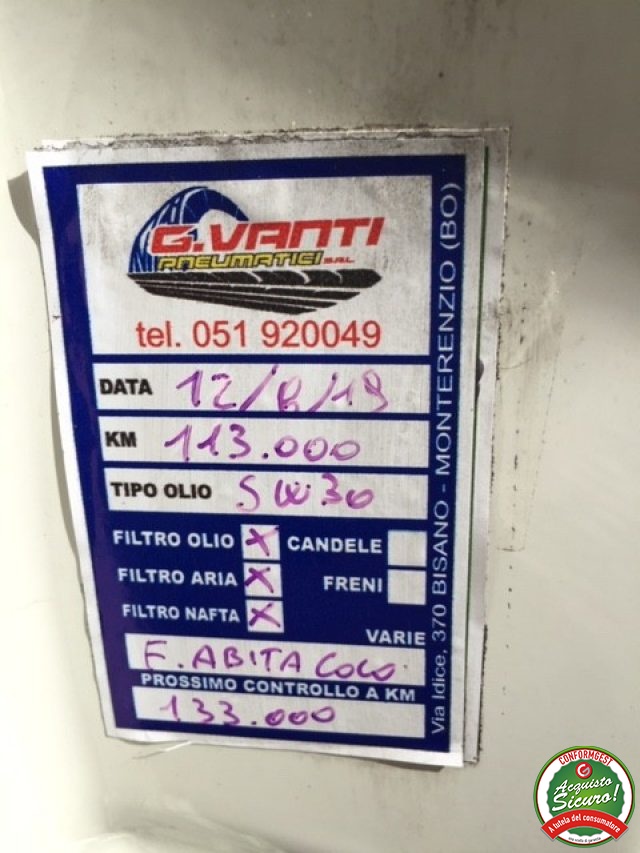 G.VANTI
PNEUMATICI S.R.L.
tel. 051 920049
DATA 12/6/19
KM 113.000
TIPO OLIO 5W30
FILTRO OLIO X CANDELE
FILTRO ARIA X FRENI
FILTRO NAFTA X
VARIE
F. ABITACOLO
PROSSIMO CONTROLLO A KM
133.000
Via Idice, 370 BISANO - MONTERENZIO (BO)
CONFORMGEST
Acquisto
Sicuro!
A tutela del consumatore